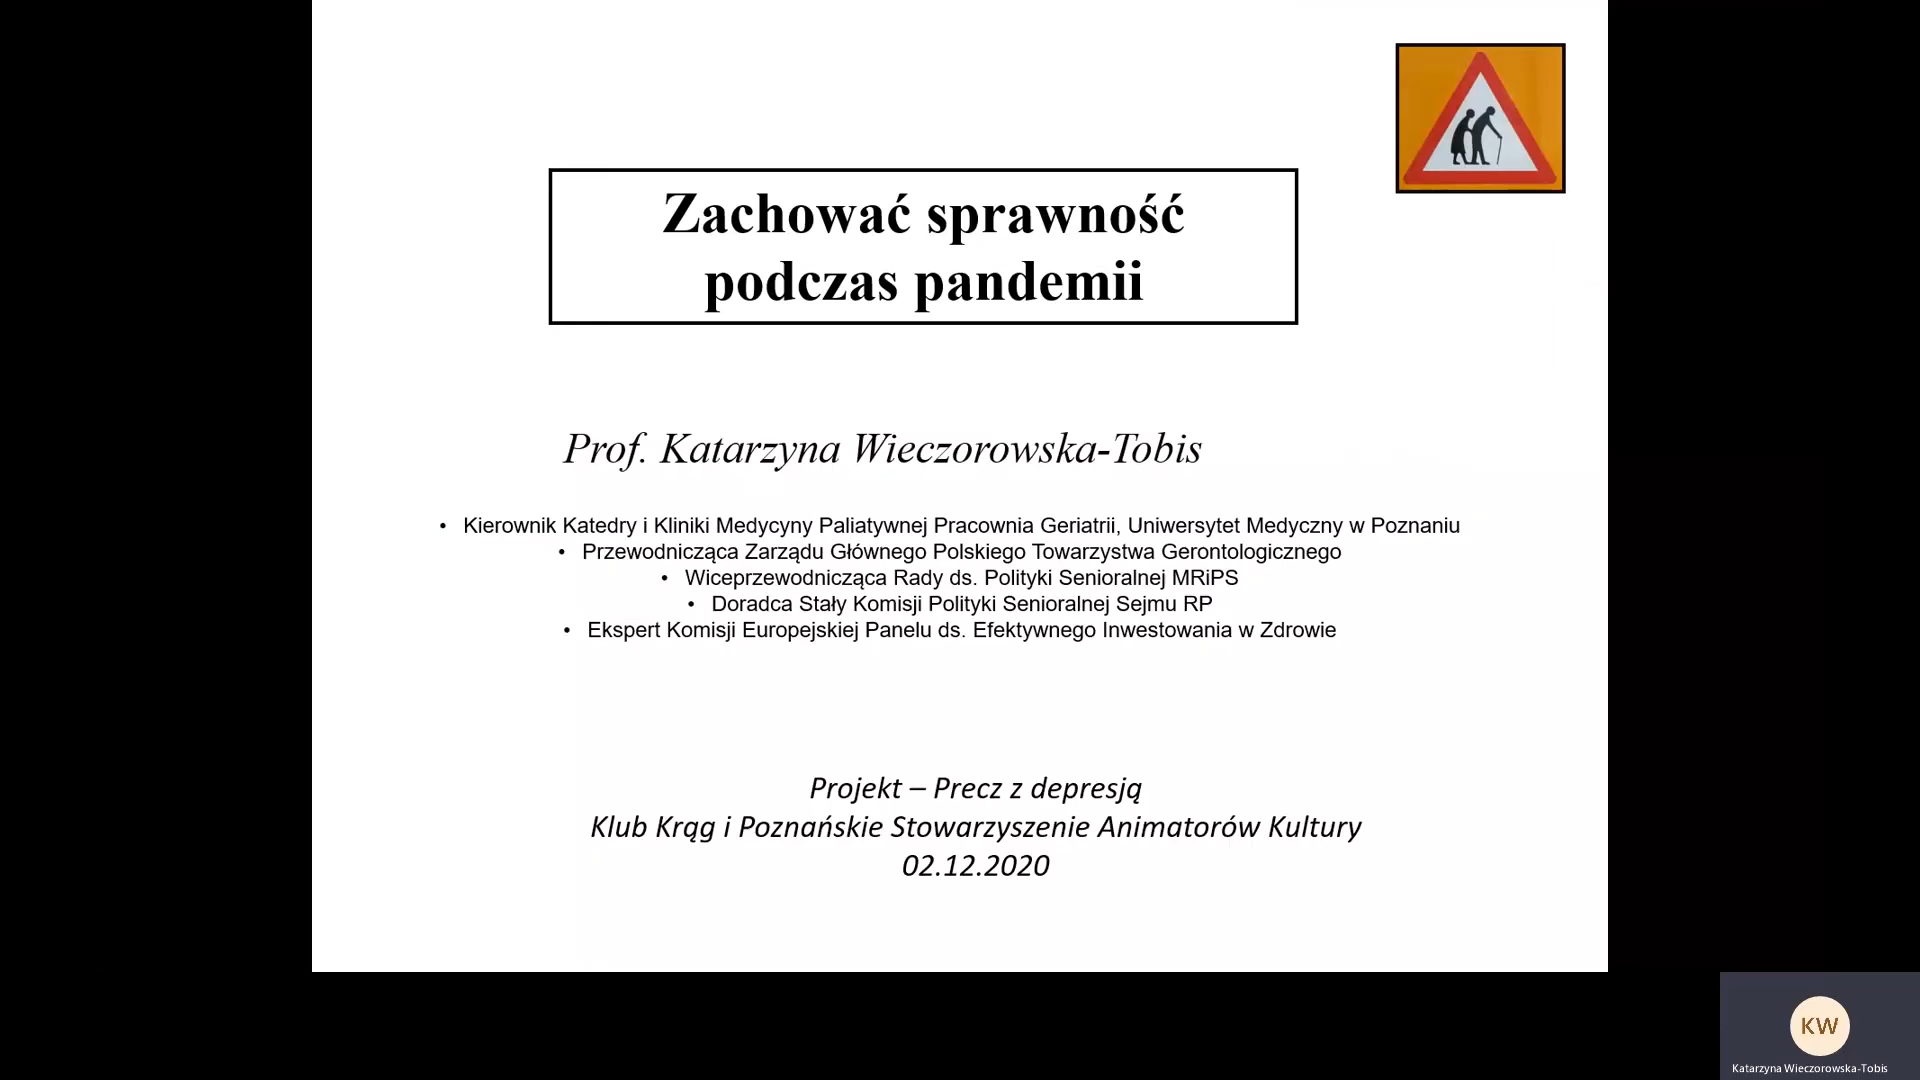 Zachować sprawność
podczas pandemii
Prof. Katarzyna Wieczorowska-Tobis
• Kierownik Katedry i Kliniki Medycyny Paliatywnej Pracownia Geriatrii, Uniwersytet Medyczny w Poznaniu
• Przewodnicząca Zarządu Głównego Polskiego Towarzystwa Gerontologicznego
• Wiceprzewodnicząca Rady ds. Polityki Senioralnej MRiPS
• Doradca Stały Komisji Polityki Senioralnej Sejmu RP
• Ekspert Komisji Europejskiej Panelu ds. Efektywnego Inwestowania w Zdrowie
Projekt – Precz z depresją
Klub Krąg i Poznańskie Stowarzyszenie Animatorów Kultury
02.12.2020
KW
Katarzyna Wieczorowska-Tobis